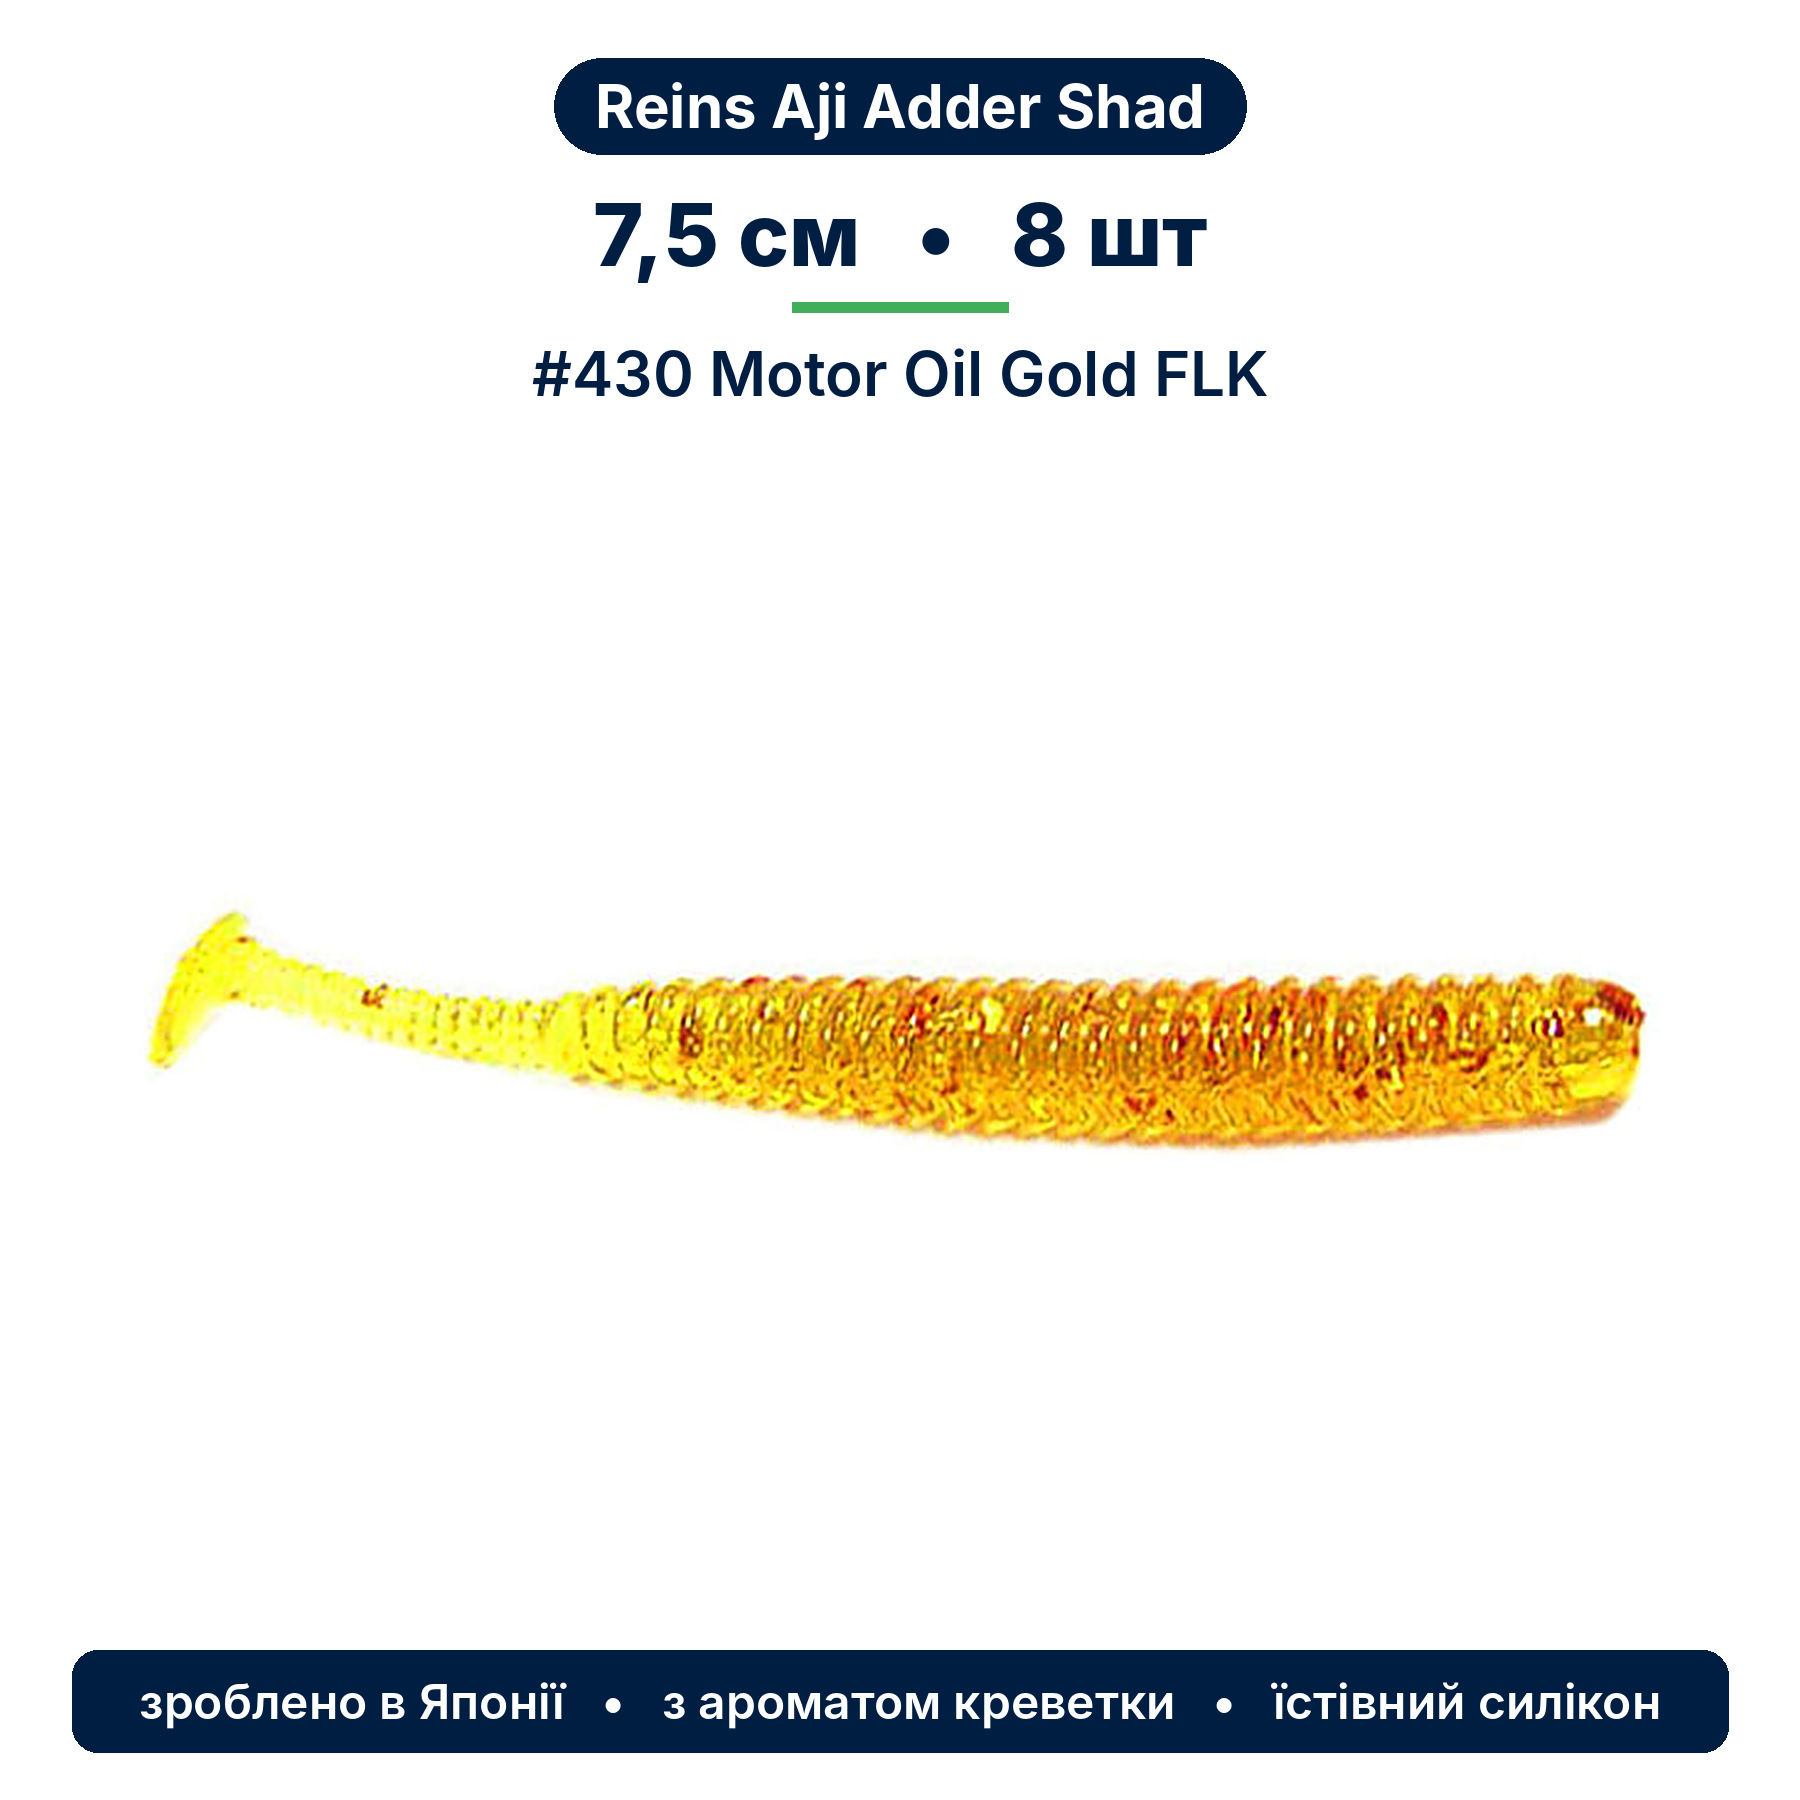 Reins Aji Adder Shad
7,5 см • 8 шт
#430 Motor Oil Gold FLK
зроблено в Японії • з ароматом креветки • їстівний силікон